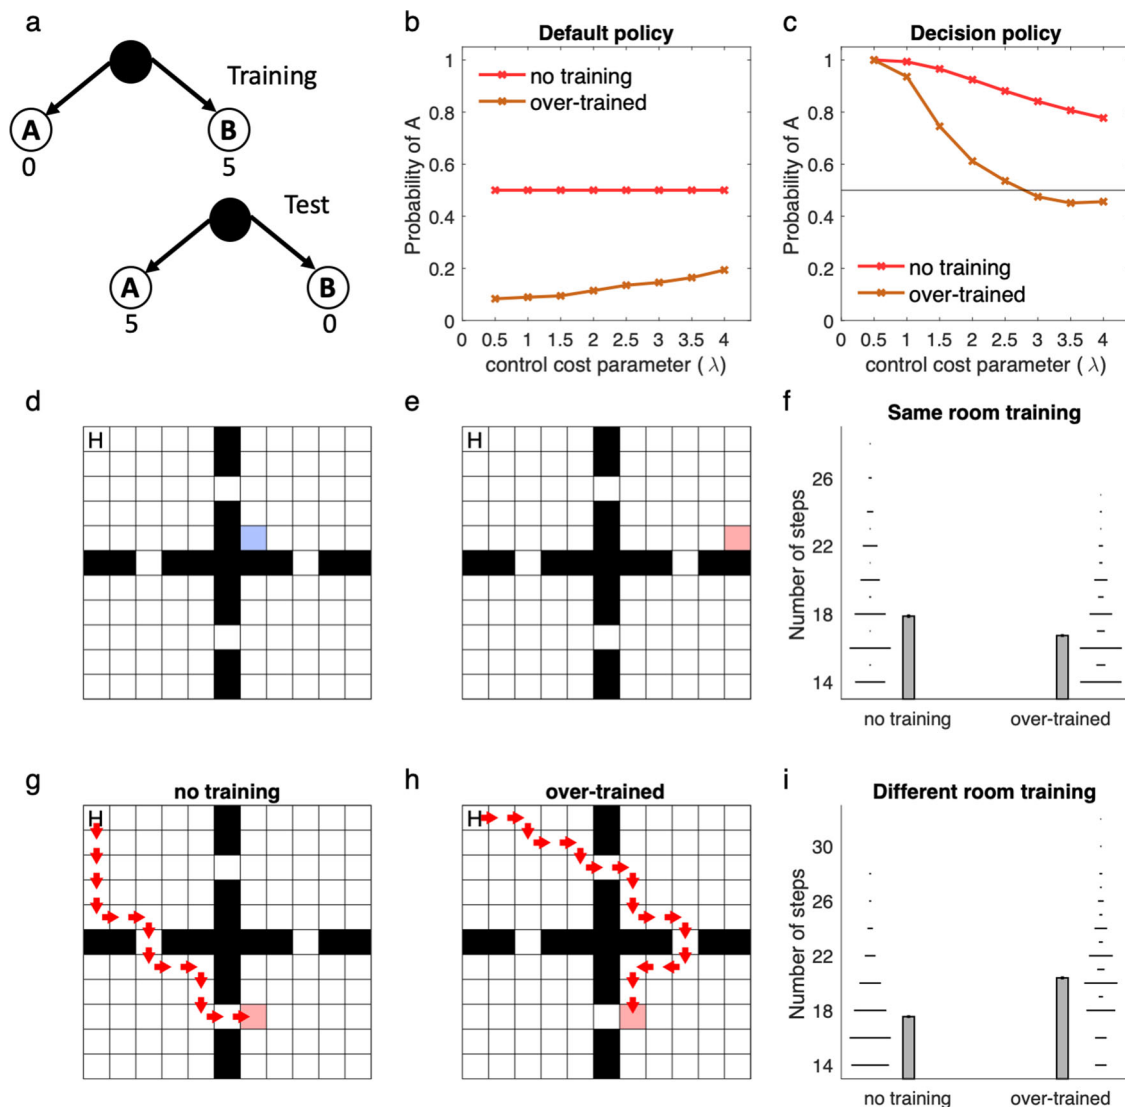 a
Training
A
B
0
5
Test
A
B
5
0
b
Default policy
Probability of A
1
0.8
0.6
0.4
0.2
0
no training
over-trained
0 0.5 1 1.5 2 2.5 3 3.5 4
control cost parameter ( λ)
c
Decision policy
Probability of A
1
0.8
0.6
0.4
0.2
0
no training
over-trained
0 0.5 1 1.5 2 2.5 3 3.5 4
control cost parameter ( λ)
d
H
e
H
f
Same room training
Number of steps
26
22
18
14
no training over-trained
g
no training
H
h
over-trained
H
i
Different room training
Number of steps
30
26
22
18
14
no training over-trained